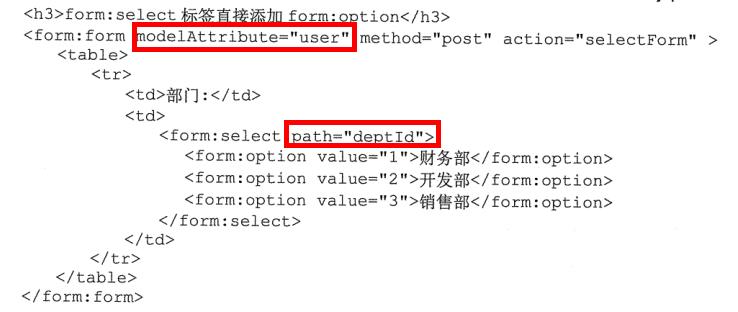 <h3>form:select 标签直接添加 form:option</h3>
<form:form modelAttribute="user" method="post" action="selectForm" >
<table>
<tr>
<td>部门:</td>
<td>
<form:select path="deptId">
<form:option value="1">财务部</form:option>
<form:option value="2">开发部</form:option>
<form:option value="3">销售部</form:option>
</form:select>
</td>
</tr>
</table>
</form:form>